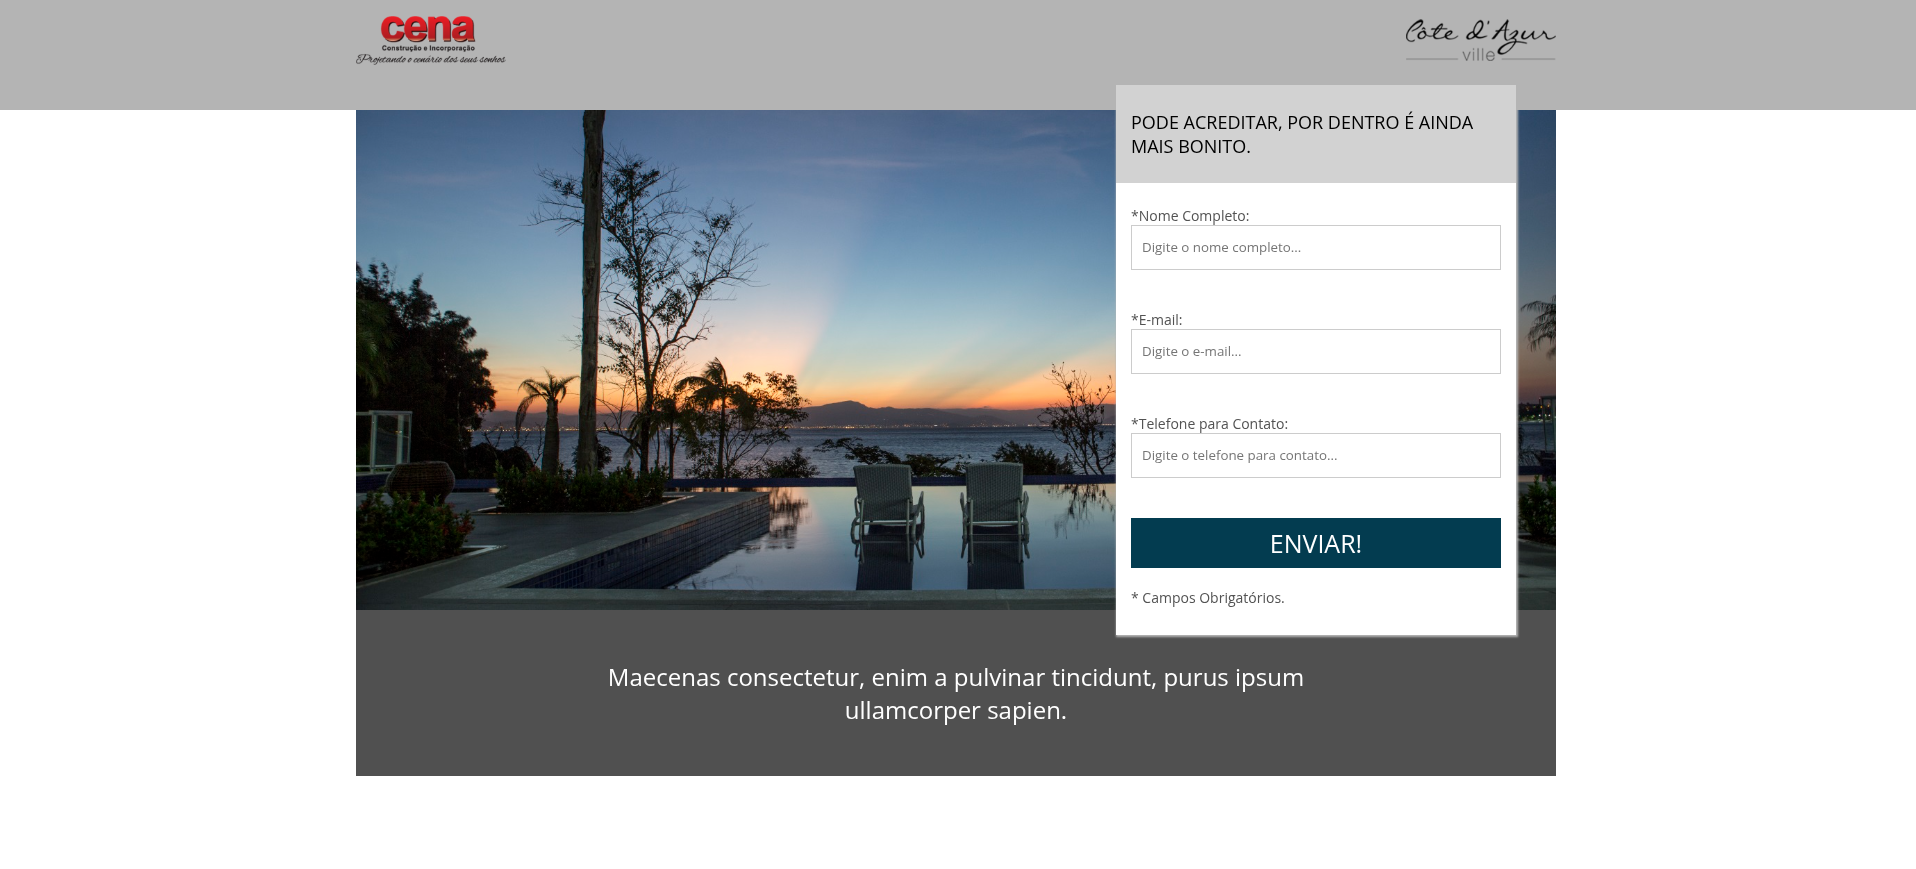 cena
Construção e Incorporação
Projetando o cenário dos seus sonhos
Côte d'Azur
ville
PODE ACREDITAR, POR DENTRO É AINDA
MAIS BONITO.
*Nome Completo:
Digite o nome completo...
*E-mail:
Digite o e-mail...
*Telefone para Contato:
Digite o telefone para contato...
ENVIAR!
* Campos Obrigatórios.
Maecenas consectetur, enim a pulvinar tincidunt, purus ipsum
ullamcorper sapien.